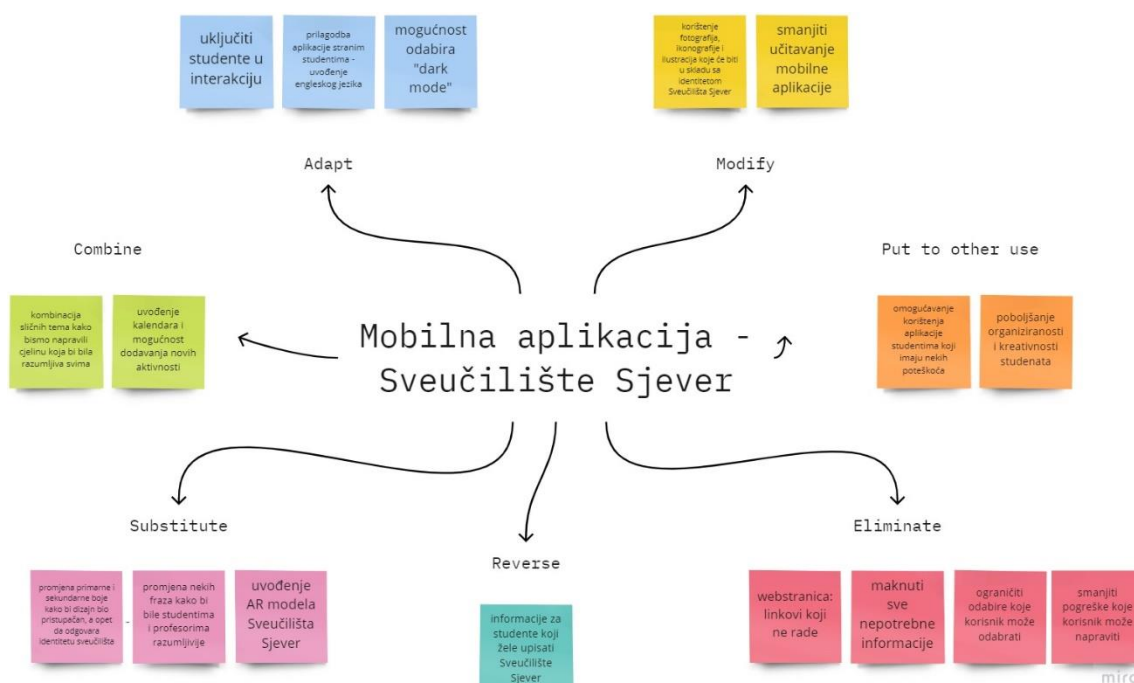 uključiti
studente u
interakciju
prilagodba
aplikacije stranim
studentima -
uvođenje
engleskog jezika
mogućnost
odabira
"dark
mode"
korištenje
fotografija,
ikonografije i
ilustracija koje će biti
u skladu sa
identitetom
Sveučilišta Sjever
smanjiti
učitavanje
mobilne
aplikacije
Adapt
Modify
Combine
Put to other use
kombinacija
sličnih tema kako
bismo napravili
cjelinu koja bi bila
razumljiva svima
uvođenje
kalendara i
mogućnost
dodavanja novih
aktivnosti
Mobilna aplikacija -
Sveučilište Sjever
omogućavanje
korištenja
aplikacije
studentima koji
imaju nekih
poteškoća
poboljšanje
organiziranosti
i kreativnosti
studenata
Substitute
Reverse
Eliminate
promjena primarne i
sekundarne boje
kako bi dizajn bio
pristupačan, a opet
da odgovara
identitetu sveučilišta
-
promjena nekih
fraza kako bi
bile studentima
i profesorima
razumljivije
uvođenje
AR modela
Sveučilišta
Sjever
informacije za
studente koji
žele upisati
Sveučilište
Sjever
webstranica:
linkovi koji
ne rade
maknuti
sve
nepotrebne
informacije
ograničiti
odabire koje
korisnik može
odabrati
smanjiti
pogreške koje
korisnik može
napraviti
miro